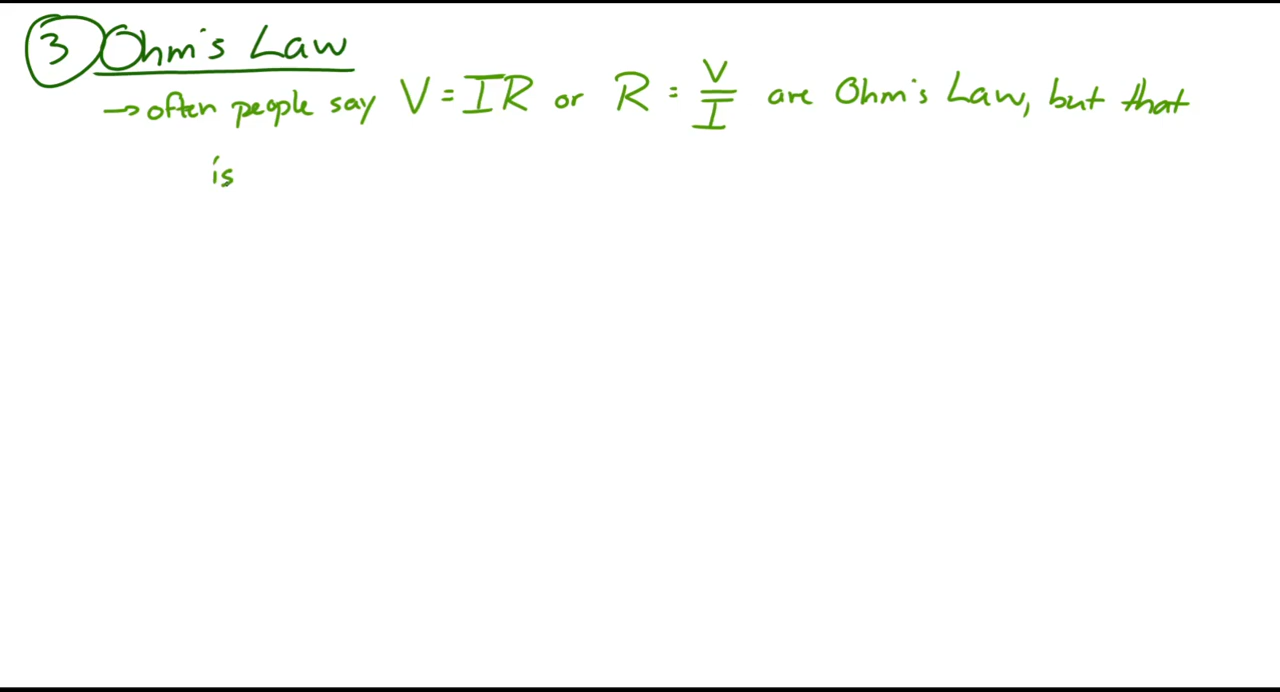 ③ Ohm's Law
→ often people say V = IR or R = V/I are Ohm's Law, but that
is